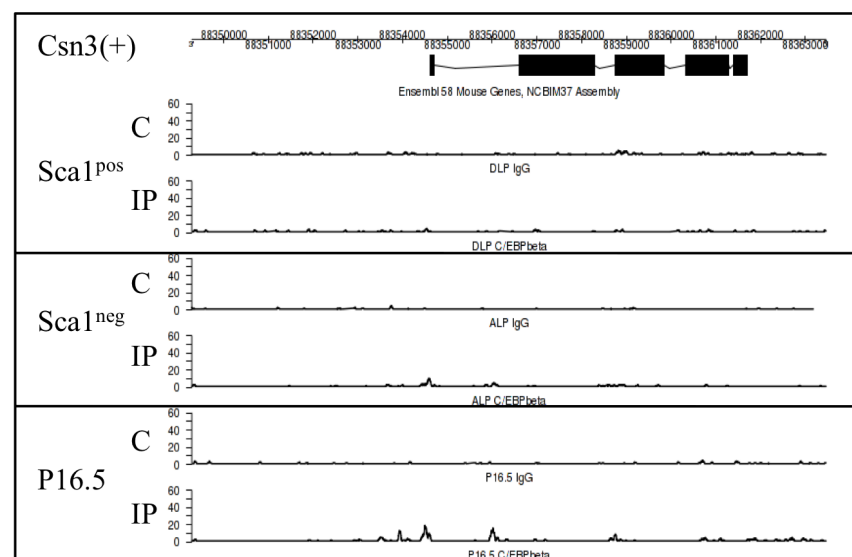 88350000 88352000 88354000 88356000 88358000 88360000 88362000
Csn3(+)
88351000 88353000 88355000 88357000 88359000 88361000 88363000
Ensembl 58 Mouse Genes, NCBIM37 Assembly
60
C
40
20
0
DLP IgG
Sca1pos
60
IP
40
20
0
DLP C/EBPbeta
60
C
40
20
0
ALP IgG
Sca1neg
60
IP
40
20
0
ALP C/EBPbeta
60
C
40
20
0
P16.5 IgG
P16.5
60
IP
40
20
0
P16.5 C/EBPbeta